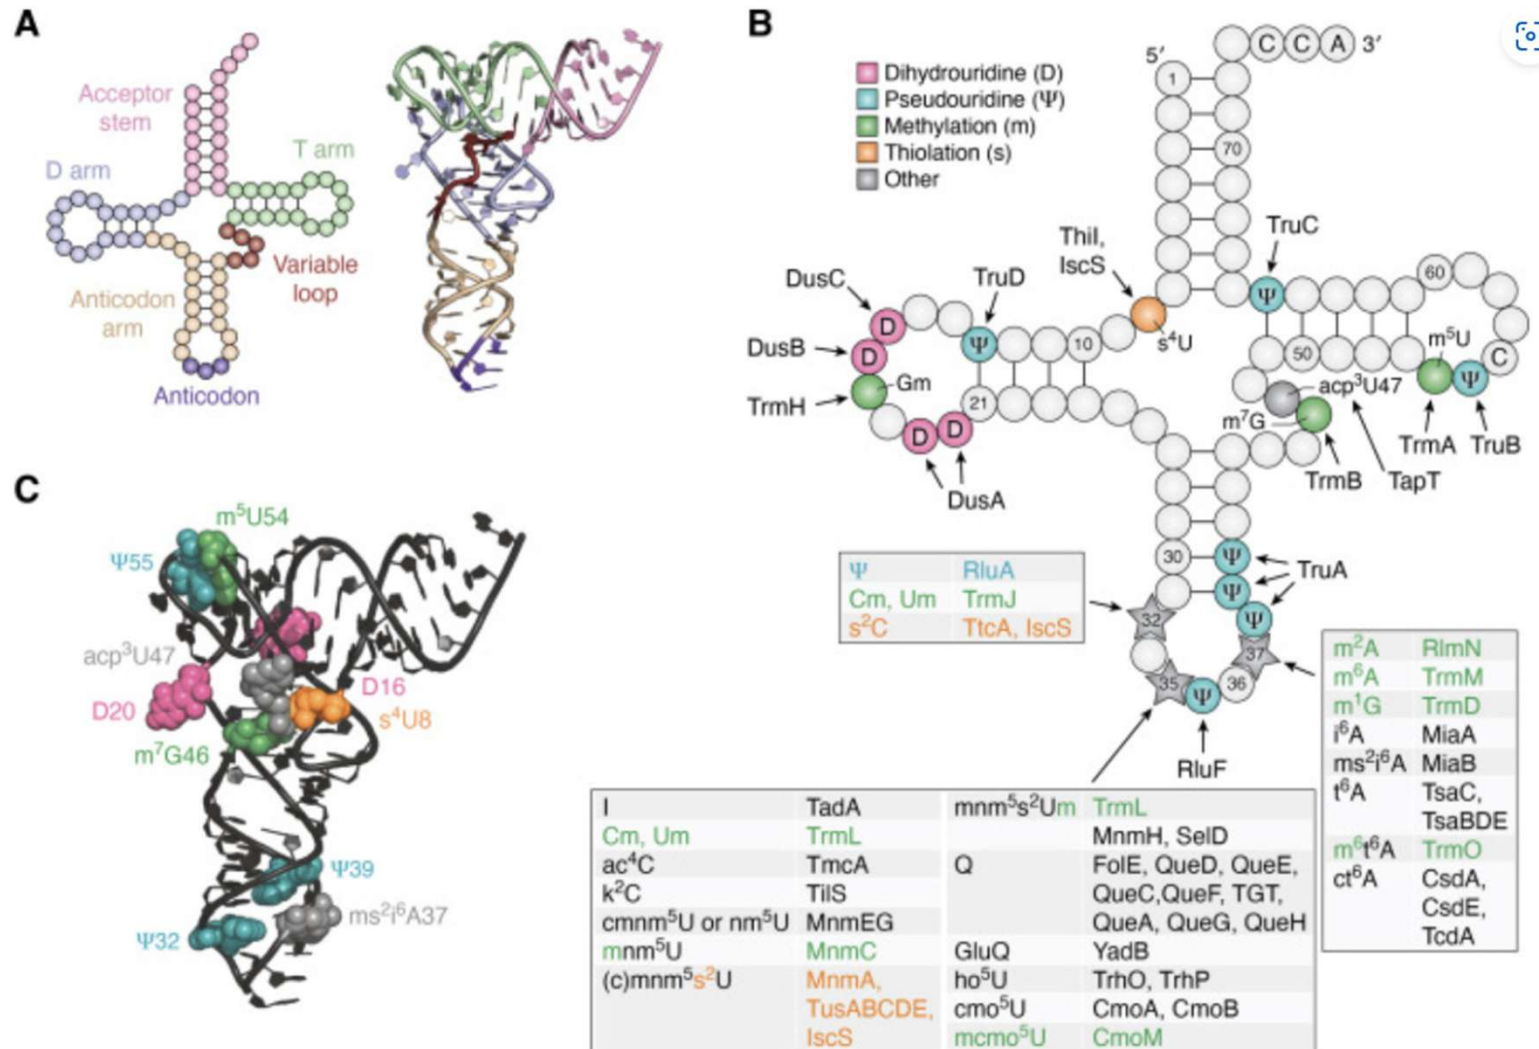 A
Acceptor
stem
D arm
T arm
Variable
loop
Anticodon
arm
Anticodon
B
Dihydrouridine (D)
Pseudouridine (Ψ)
Methylation (m)
Thiolation (s)
Other
5′
C C A 3′
1
70
TruC
ThiI,
IscS
60
DusC
TruD
D
Ψ
Ψ
DusB
D
10
s⁴U
50
m⁵U
C
Gm
acp³U47
Ψ
TrmH
21
m⁷G
D D
TrmA TruB
TrmB TapT
DusA
30
Ψ
Ψ
TruA
Ψ
32
37
35
Ψ
36
RluF
Ψ RluA
Cm, Um TrmJ
s²C TtcA, IscS
m²A RlmN
m⁶A TrmM
m¹G TrmD
i⁶A MiaA
ms²i⁶A MiaB
t⁶A TsaC,
TsaBDE
m⁶t⁶A TrmO
ct⁶A CsdA,
CsdE,
TcdA
I TadA
Cm, Um TrmL
ac⁴C TmcA
k²C TilS
cmnm⁵U or nm⁵U MnmEG
mnm⁵U MnmC
(c)mnm⁵s²U MnmA,
TusABCDE,
IscS
mnm⁵s²Um TrmL
MnmH, SelD
Q FolE, QueD, QueE,
QueC,QueF, TGT,
QueA, QueG, QueH
GluQ YadB
ho⁵U TrhO, TrhP
cmo⁵U CmoA, CmoB
mcmo⁵U CmoM
C
m⁵U54
Ψ55
acp³U47
D16
D20
s⁴U8
m⁷G46
Ψ39
ms²i⁶A37
Ψ32